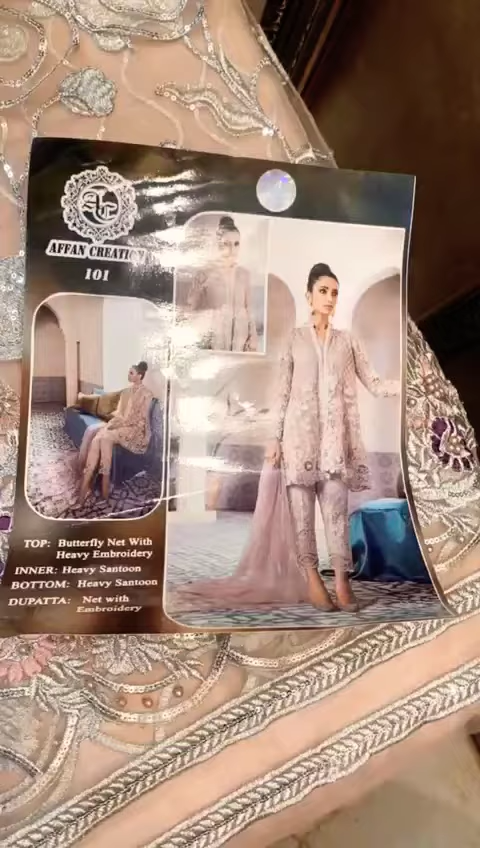 AFFAN CREATION
101
TOP: Butterfly Net With
Heavy Embroidery
INNER: Heavy Santoon
BOTTOM: Heavy Santoon
DUPATTA: Net with
Embroidery